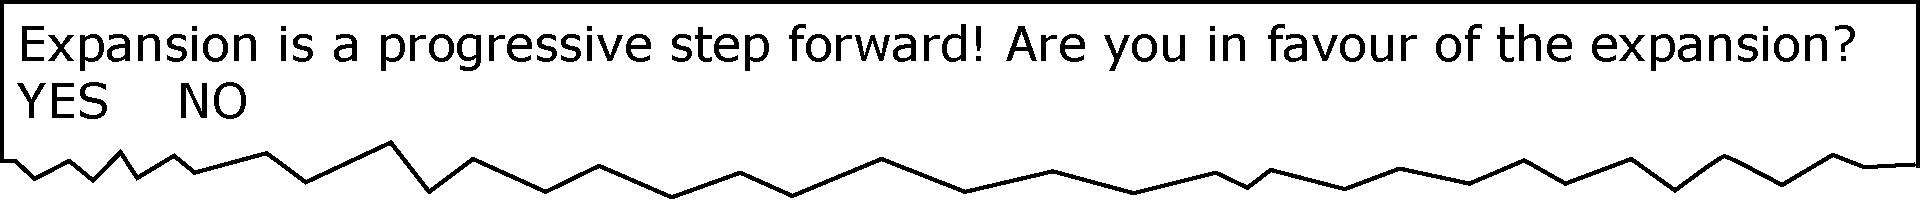 Expansion is a progressive step forward! Are you in favour of the expansion?
YES NO